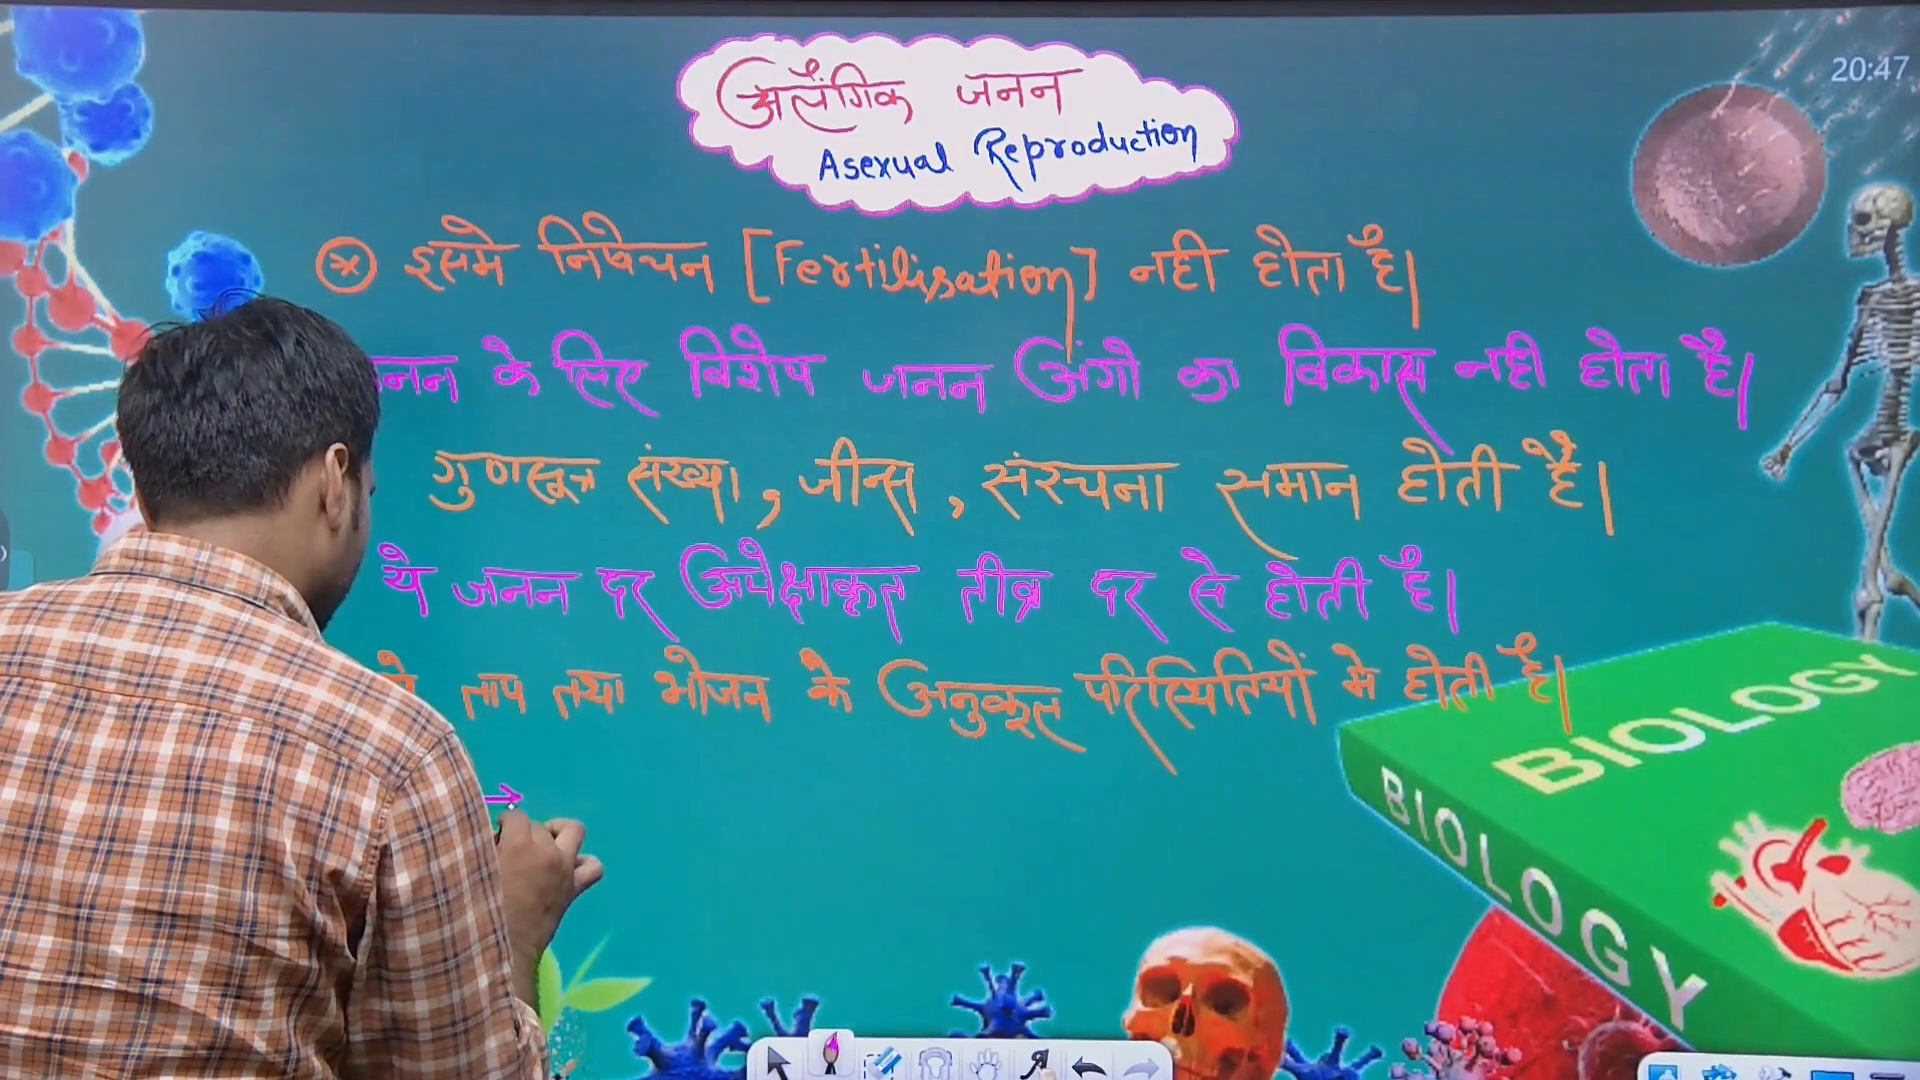 20:47
अलैंगिक जनन
Asexual Reproduction
इसमे निषेचन [Fertilisation] नही होता है।
के लिए विशेष जनन अंगो का विकास नही होता है।
गुणसूत्र संख्या, जीन्स, संरचना समान होती है।
ये जनन दर अपेक्षाकृत तीव्र दर से होती है।
ताप तथा भोजन के अनुकूल परिस्थितियों मे होती है।
→
BIOLOGY
BIOLOGY